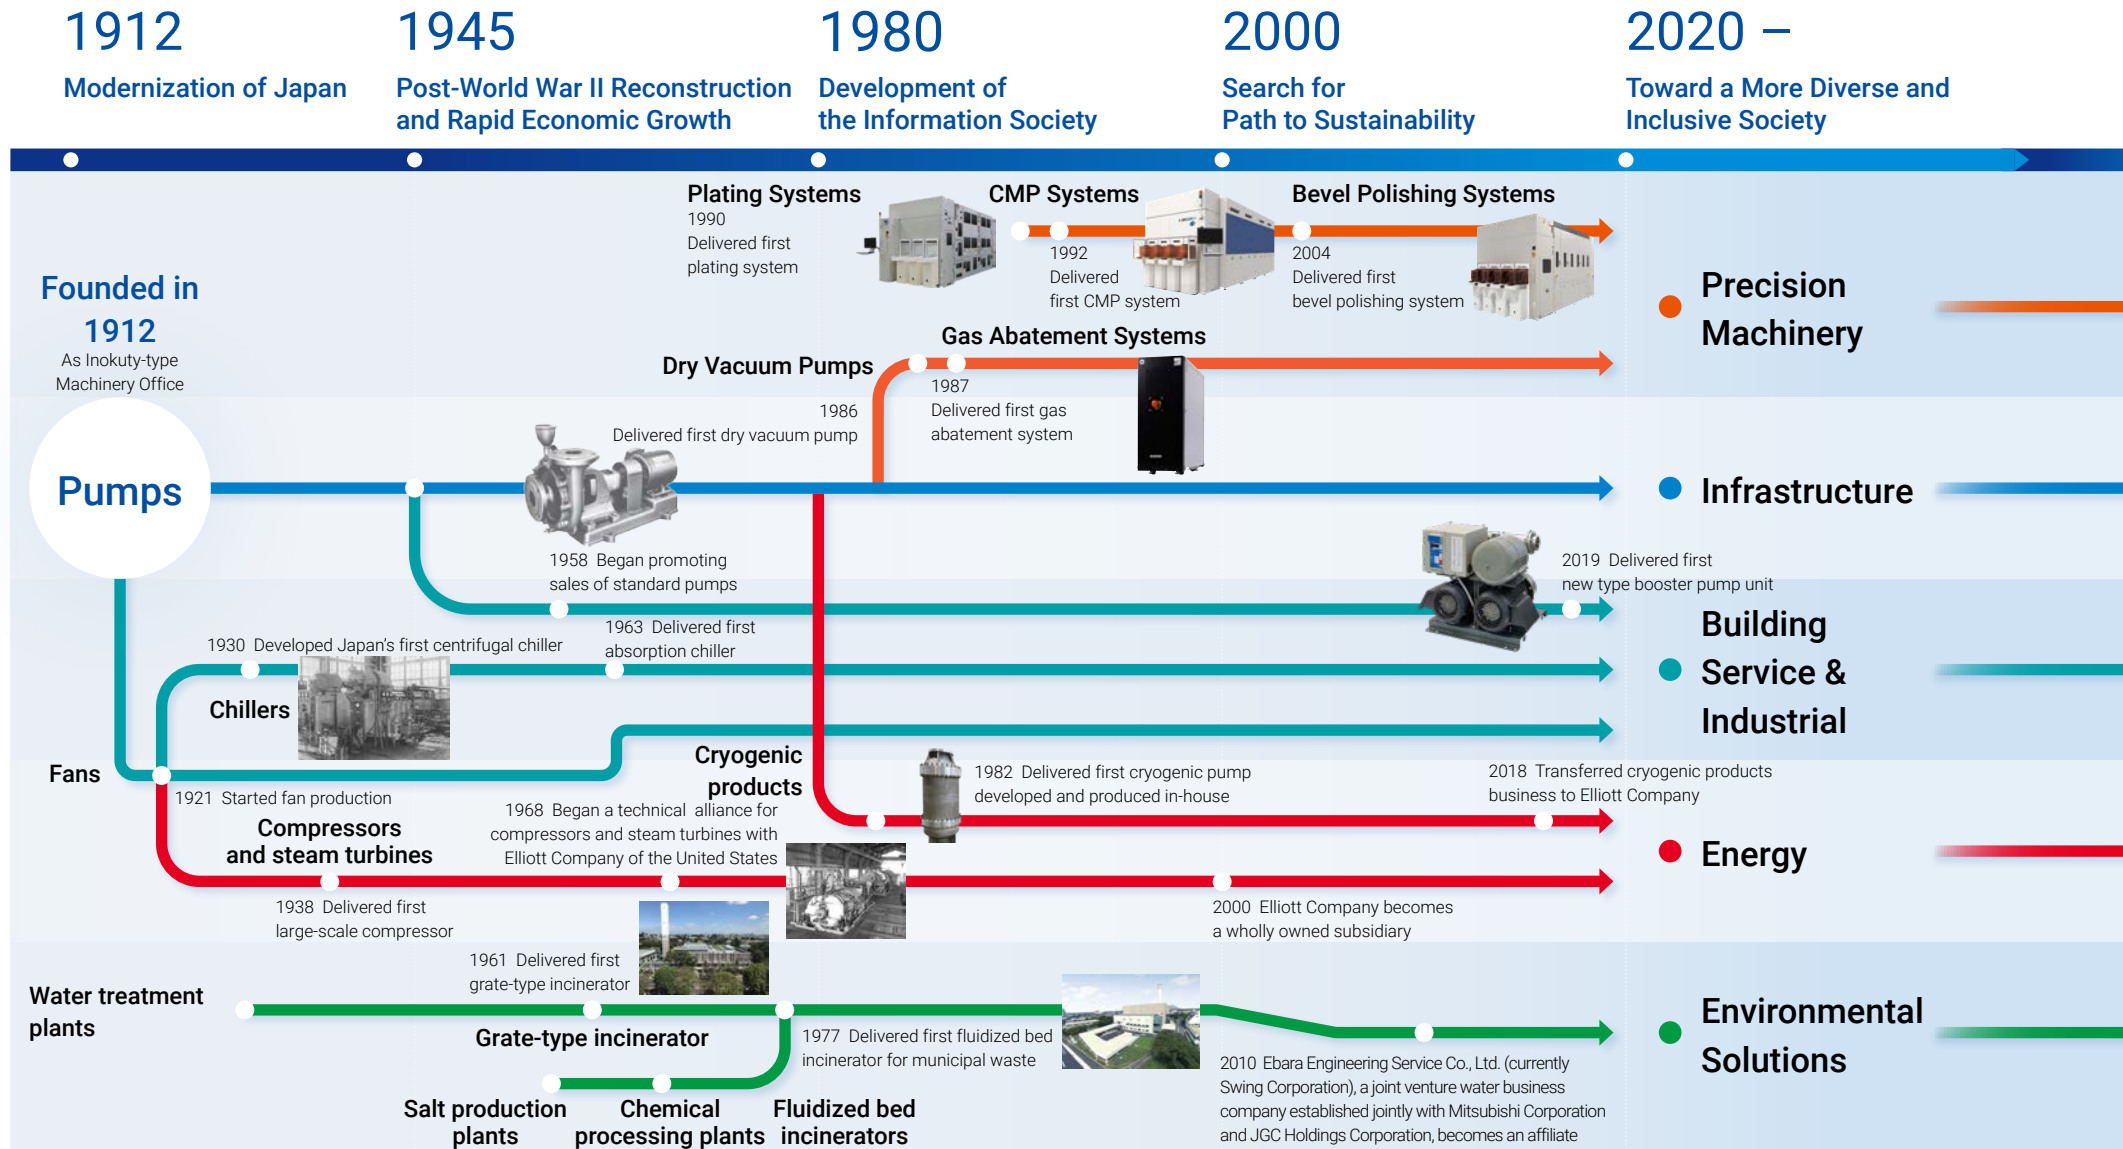 1912
Modernization of Japan
1945
Post-World War II Reconstruction
and Rapid Economic Growth
1980
Development of
the Information Society
2000
Search for
Path to Sustainability
2020 –
Toward a More Diverse and
Inclusive Society
Plating Systems
1990
Delivered first
plating system
CMP Systems
1992
Delivered
first CMP system
Bevel Polishing Systems
2004
Delivered first
bevel polishing system
Precision
Machinery
Founded in
1912
As Inokuty-type
Machinery Office
Pumps
Gas Abatement Systems
Dry Vacuum Pumps
1986
Delivered first dry vacuum pump
1987
Delivered first gas
abatement system
Infrastructure
1958 Began promoting
sales of standard pumps
2019 Delivered first
new type booster pump unit
Building
Service &
Industrial
1930 Developed Japan's first centrifugal chiller
1963 Delivered first
absorption chiller
Chillers
Fans
1921 Started fan production
Cryogenic
products
1982 Delivered first cryogenic pump
developed and produced in-house
2018 Transferred cryogenic products
business to Elliott Company
Compressors
and steam turbines
1968 Began a technical alliance for
compressors and steam turbines with
Elliott Company of the United States
Energy
1938 Delivered first
large-scale compressor
2000 Elliott Company becomes
a wholly owned subsidiary
1961 Delivered first
grate-type incinerator
Water treatment
plants
Grate-type incinerator
1977 Delivered first fluidized bed
incinerator for municipal waste
Environmental
Solutions
2010 Ebara Engineering Service Co., Ltd. (currently
Swing Corporation), a joint venture water business
company established jointly with Mitsubishi Corporation
and JGC Holdings Corporation, becomes an affiliate
Salt production
plants
Chemical
processing plants
Fluidized bed
incinerators